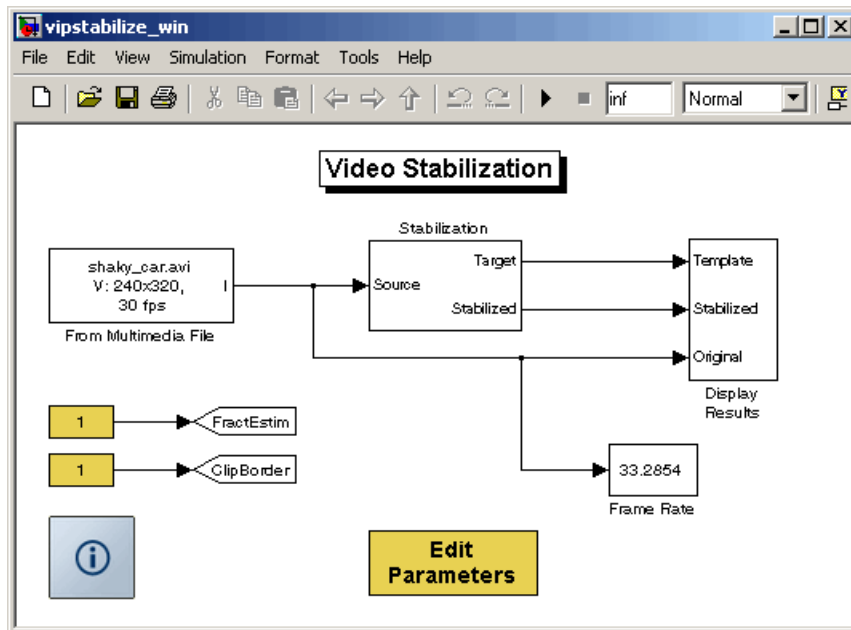 vipstabilize_win
File Edit View Simulation Format Tools Help
inf Normal
Video Stabilization
Stabilization
shaky_car.avi
V: 240x320,
30 fps
I
From Multimedia File
Source
Target
Stabilized
Template
Stabilized
Original
Display
Results
1
FractEstim
1
ClipBorder
33.2854
Frame Rate
Edit
Parameters